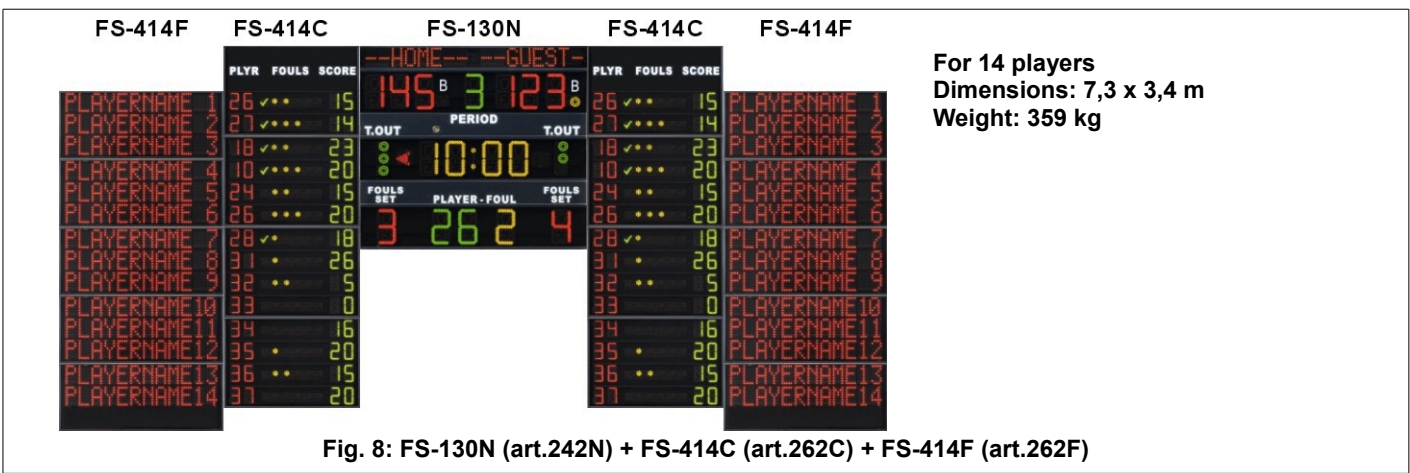 FS-414F FS-414C FS-130N FS-414C FS-414F
For 14 players
Dimensions: 7,3 x 3,4 m
Weight: 359 kg
--HOME-- --GUEST-
PLYR FOULS SCORE
PLYR FOULS SCORE
145 B 3 123 B
PERIOD
T.OUT T.OUT
10:00
FOULS SET PLAYER-FOUL FOULS SET
3 26 2 4
PLAYERNAME 1 26 15
PLAYERNAME 2 27 14
PLAYERNAME 3 18 23
PLAYERNAME 4 10 20
PLAYERNAME 5 24 15
PLAYERNAME 6 26 20
PLAYERNAME 7 28 18
PLAYERNAME 8 31 26
PLAYERNAME 9 32 5
PLAYERNAME10 33 0
PLAYERNAME11 34 16
PLAYERNAME12 35 20
PLAYERNAME13 36 15
PLAYERNAME14 37 20
26 15 PLAYERNAME 1
27 14 PLAYERNAME 2
18 23 PLAYERNAME 3
10 20 PLAYERNAME 4
24 15 PLAYERNAME 5
26 20 PLAYERNAME 6
28 18 PLAYERNAME 7
31 26 PLAYERNAME 8
32 5 PLAYERNAME 9
33 0 PLAYERNAME10
34 16 PLAYERNAME11
35 20 PLAYERNAME12
36 15 PLAYERNAME13
37 20 PLAYERNAME14
Fig. 8: FS-130N (art.242N) + FS-414C (art.262C) + FS-414F (art.262F)